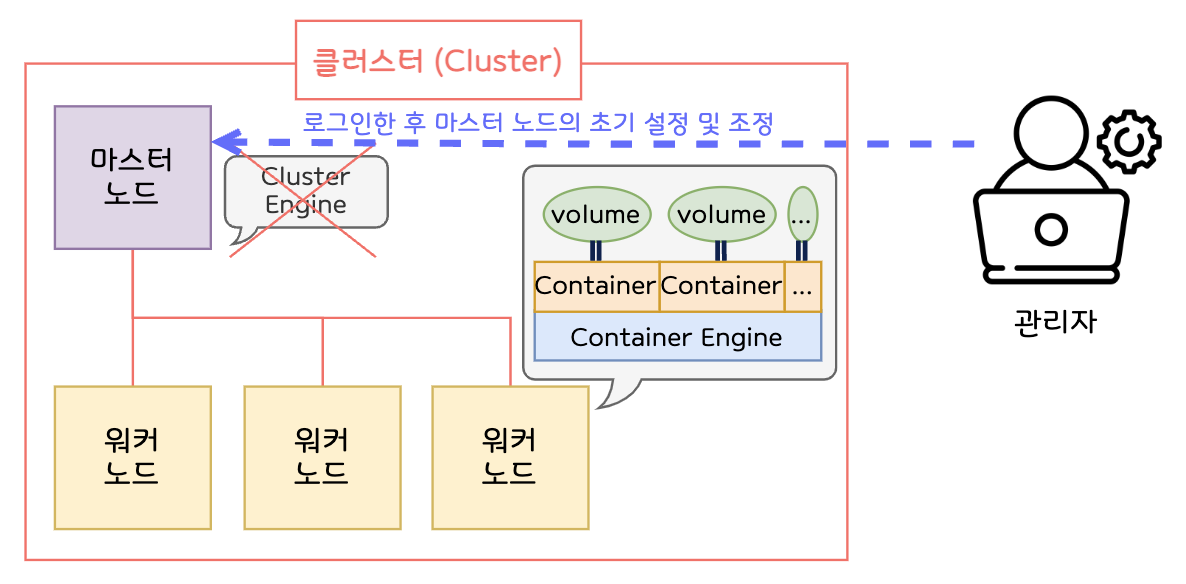 클러스터 (Cluster)
로그인한 후 마스터 노드의 초기 설정 및 조정
마스터
노드
Cluster
Engine
volume
volume
...
Container
Container
...
Container Engine
관리자
워커
노드
워커
노드
워커
노드